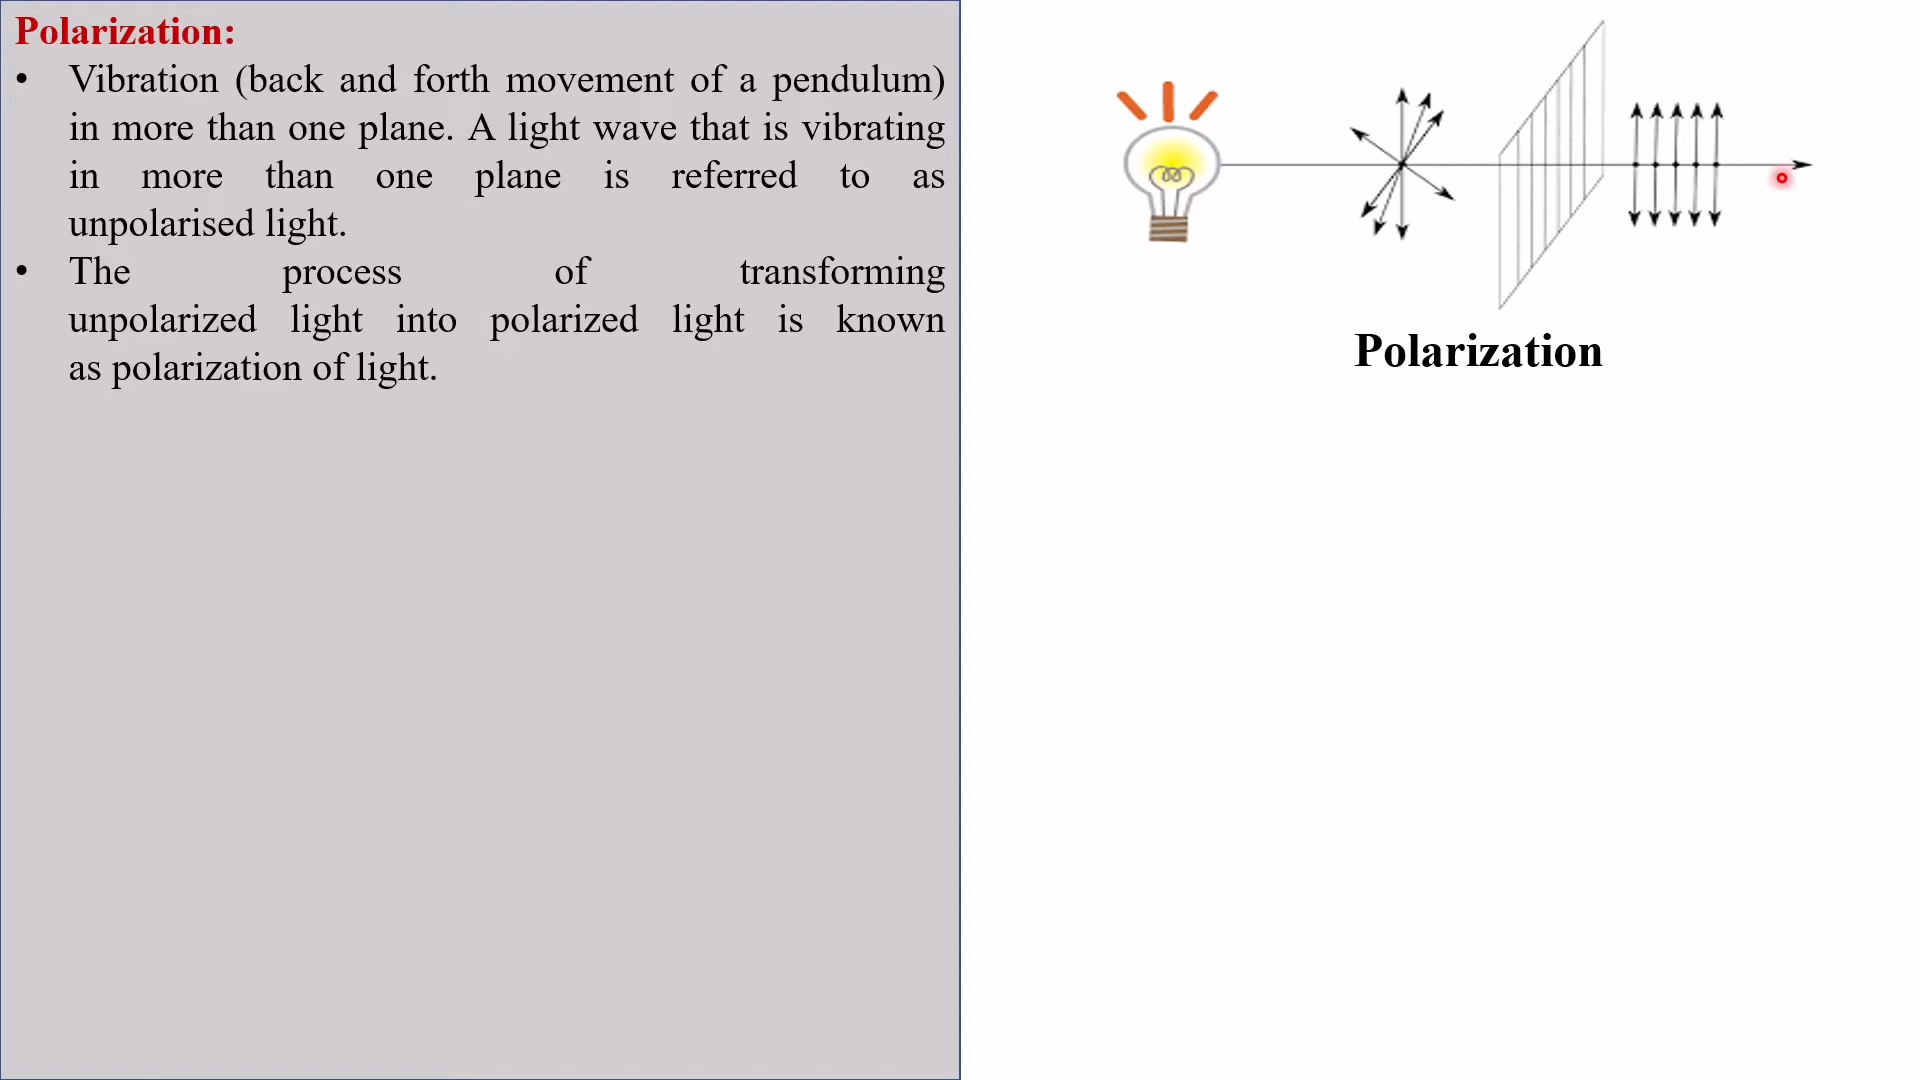 Polarization:
• Vibration (back and forth movement of a pendulum)
in more than one plane. A light wave that is vibrating
in more than one plane is referred to as
unpolarised light.
• The process of transforming
unpolarized light into polarized light is known
as polarization of light.
Polarization